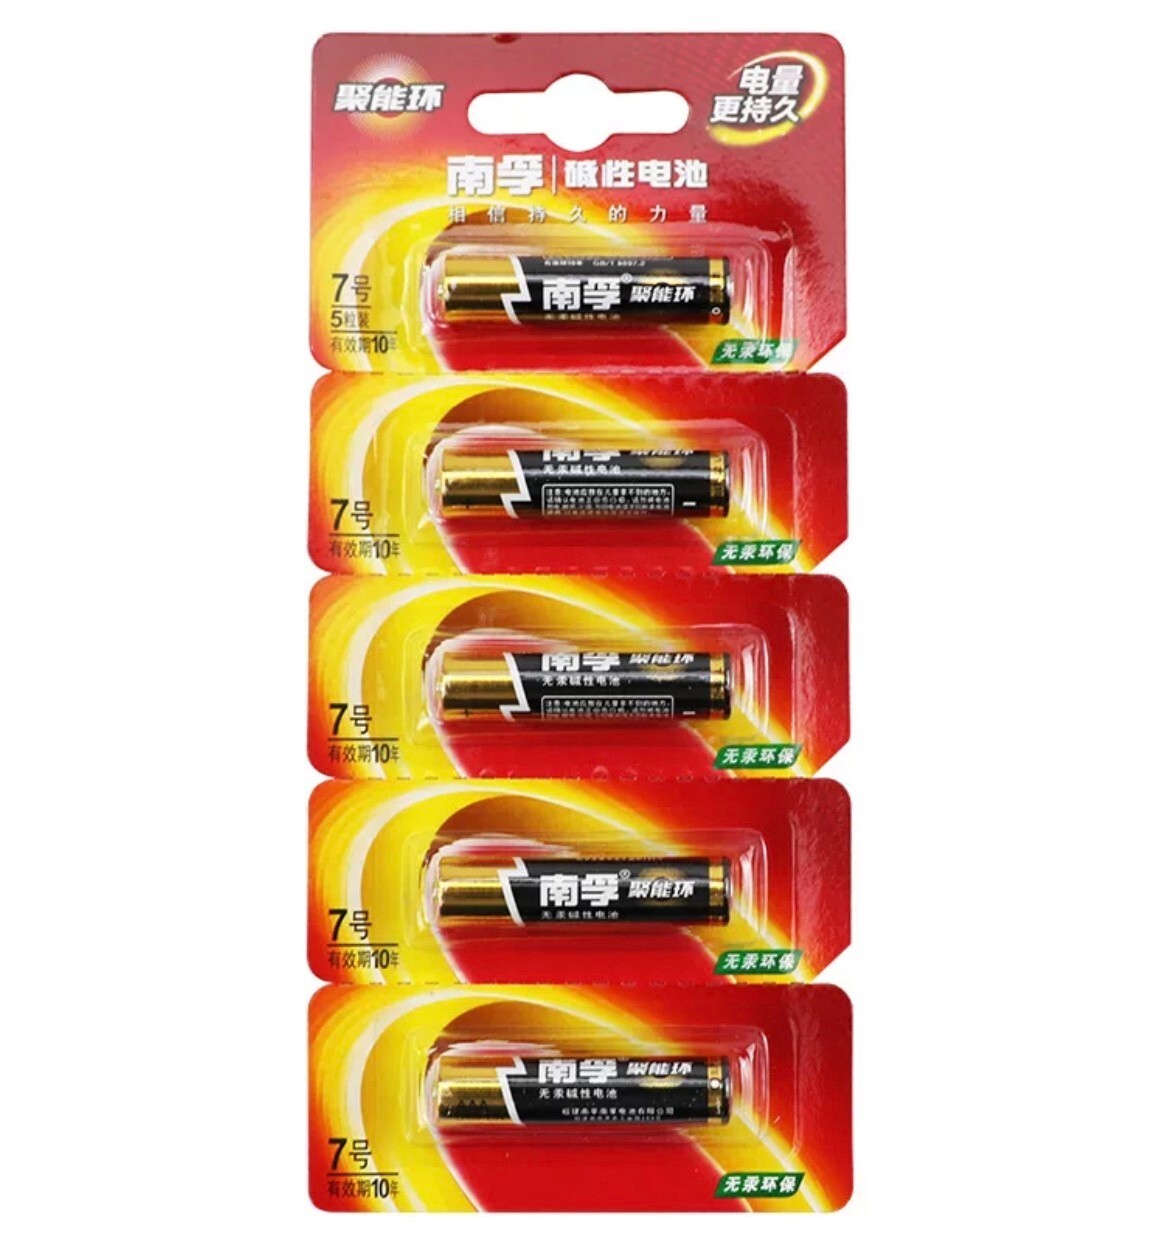 聚能环
电量
更持久
南孚 碱性电池
相信持久的力量
南孚® 聚能环
无汞碱性电池
7号
5粒装
有效期10年
无汞环保
南孚 聚能环
无汞碱性电池
7号
有效期10年
无汞环保
南孚 聚能环
无汞碱性电池
7号
有效期10年
无汞环保
南孚® 聚能环
无汞碱性电池
7号
有效期10年
无汞环保
南孚 聚能环
无汞碱性电池
7号
有效期10年
无汞环保